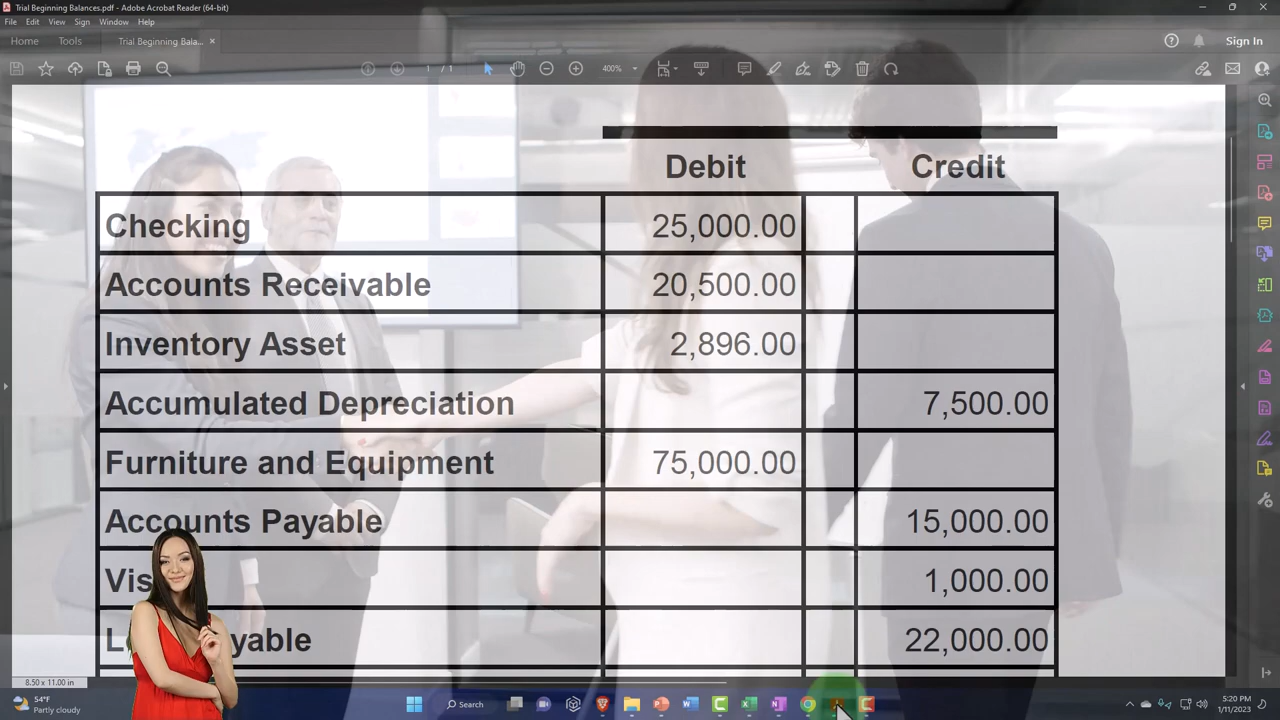 Trial Beginning Balances.pdf - Adobe Acrobat Reader (64-bit)
File Edit View Sign Window Help
Home Tools Trial Beginning Bala... × Sign In
1 / 1 400%
Debit Credit
Checking 25,000.00
Accounts Receivable 20,500.00
Inventory Asset 2,896.00
Accumulated Depreciation 7,500.00
Furniture and Equipment 75,000.00
Accounts Payable 15,000.00
1,000.00
Payable 22,000.00
8.50 x 11.00 in
54°F
Partly cloudy
Search
5:20 PM
1/11/2023